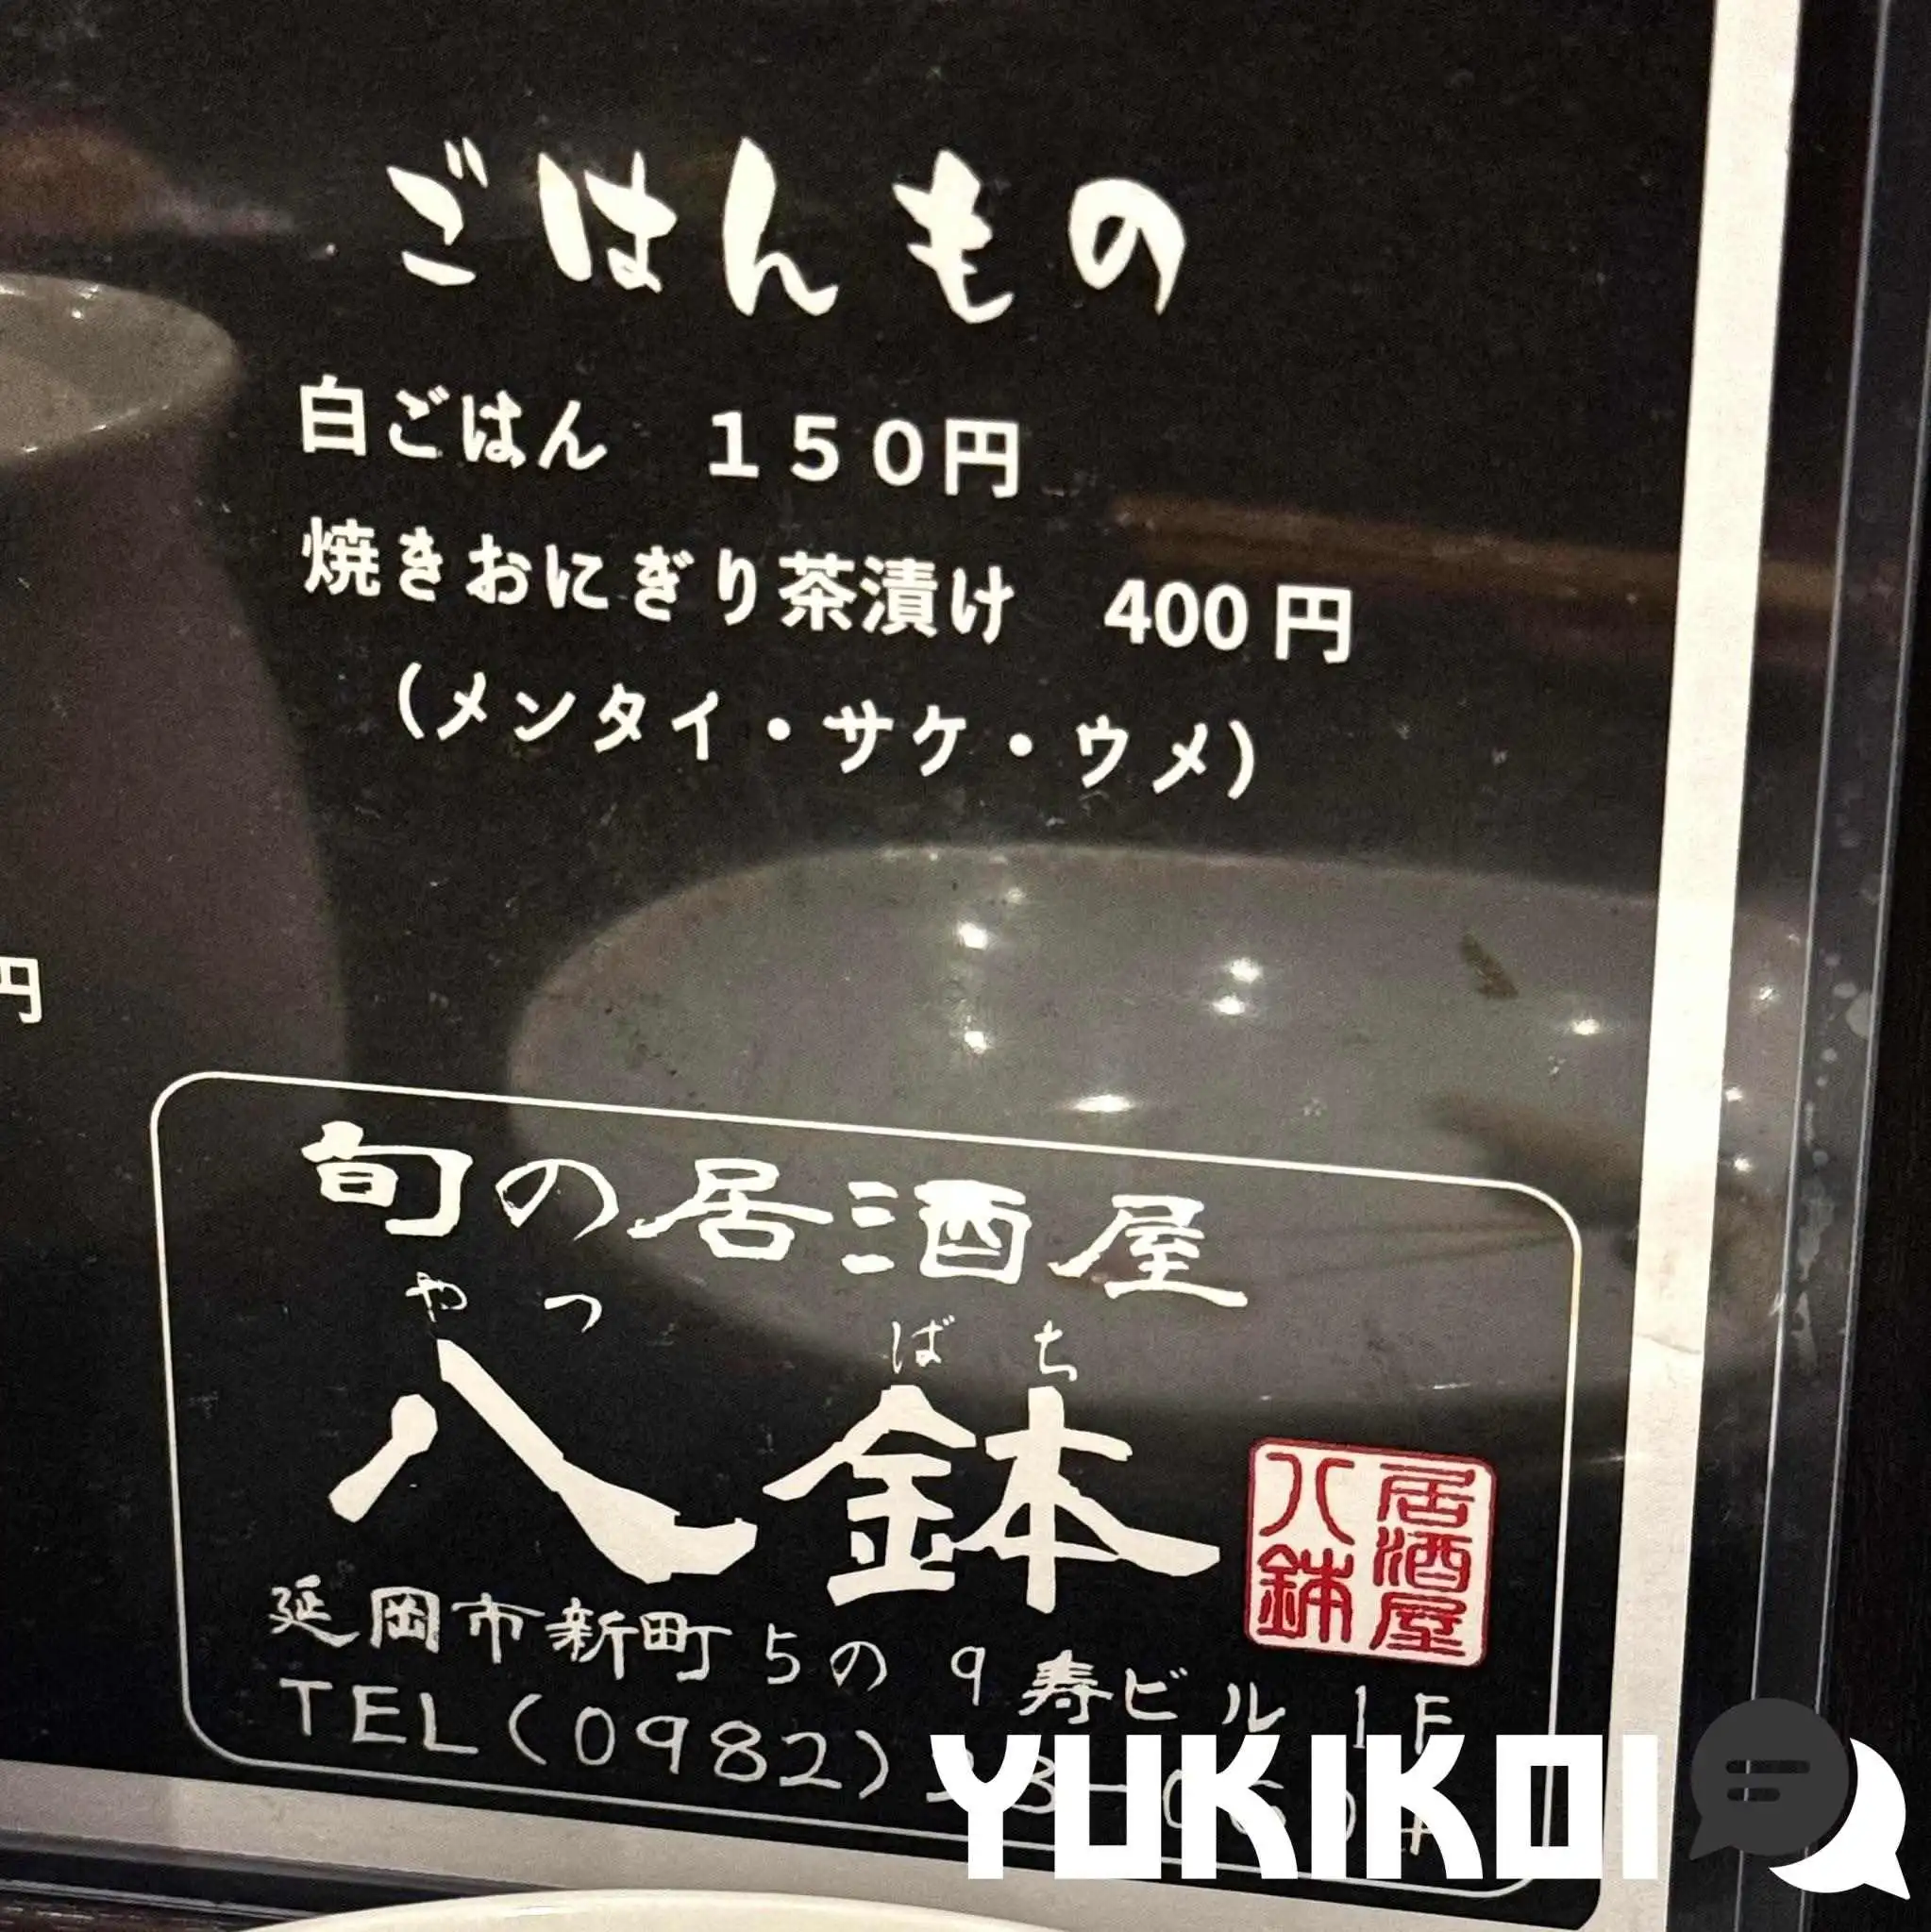 ごはんもの
白ごはん　１５０円
焼きおにぎり茶漬け　400円
（メンタイ・サケ・ウメ）
円
旬の居酒屋
やつ ばち
八鉢
居酒屋
八鉢
延岡市新町5の9寿ビル1F
TEL(0982)
YUKIKOI